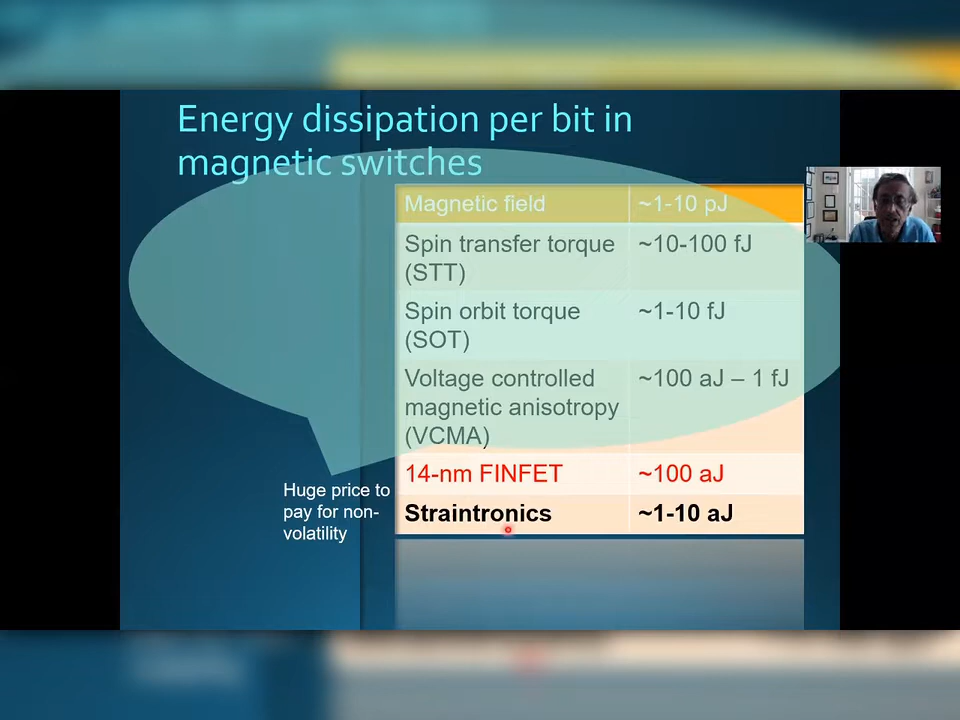 Energy dissipation per bit in
magnetic switches
Magnetic field ~1-10 pJ
Spin transfer torque ~10-100 fJ
(STT)
Spin orbit torque ~1-10 fJ
(SOT)
Voltage controlled ~100 aJ – 1 fJ
magnetic anisotropy
(VCMA)
14-nm FINFET ~100 aJ
Straintronics ~1-10 aJ
Huge price to
pay for non-
volatility